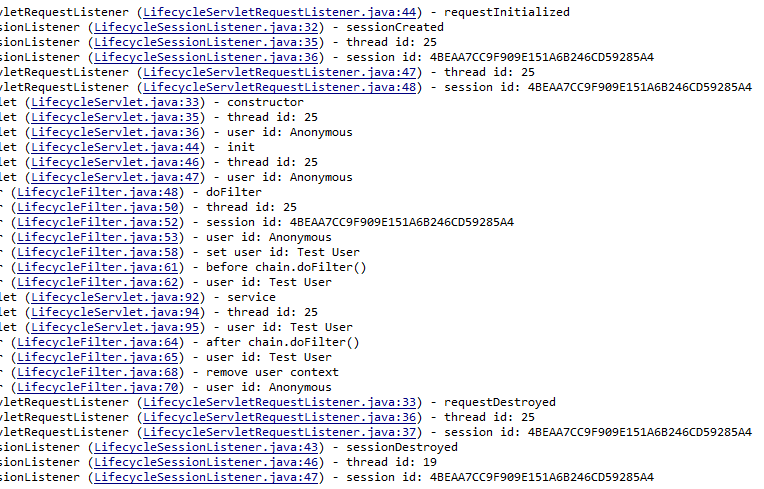 vletRequestListener (LifecycleServletRequestListener.java:44) - requestInitialized
sionListener (LifecycleSessionListener.java:32) - sessionCreated
sionListener (LifecycleSessionListener.java:35) - thread id: 25
sionListener (LifecycleSessionListener.java:36) - session id: 4BEAA7CC9F909E151A6B246CD59285A4
vletRequestListener (LifecycleServletRequestListener.java:47) - thread id: 25
vletRequestListener (LifecycleServletRequestListener.java:48) - session id: 4BEAA7CC9F909E151A6B246CD59285A4
let (LifecycleServlet.java:33) - constructor
let (LifecycleServlet.java:35) - thread id: 25
let (LifecycleServlet.java:36) - user id: Anonymous
let (LifecycleServlet.java:44) - init
let (LifecycleServlet.java:46) - thread id: 25
let (LifecycleServlet.java:47) - user id: Anonymous
r (LifecycleFilter.java:48) - doFilter
r (LifecycleFilter.java:50) - thread id: 25
r (LifecycleFilter.java:52) - session id: 4BEAA7CC9F909E151A6B246CD59285A4
r (LifecycleFilter.java:53) - user id: Anonymous
r (LifecycleFilter.java:58) - set user id: Test User
r (LifecycleFilter.java:61) - before chain.doFilter()
r (LifecycleFilter.java:62) - user id: Test User
let (LifecycleServlet.java:92) - service
let (LifecycleServlet.java:94) - thread id: 25
let (LifecycleServlet.java:95) - user id: Test User
r (LifecycleFilter.java:64) - after chain.doFilter()
r (LifecycleFilter.java:65) - user id: Test User
r (LifecycleFilter.java:68) - remove user context
r (LifecycleFilter.java:70) - user id: Anonymous
vletRequestListener (LifecycleServletRequestListener.java:33) - requestDestroyed
vletRequestListener (LifecycleServletRequestListener.java:36) - thread id: 25
vletRequestListener (LifecycleServletRequestListener.java:37) - session id: 4BEAA7CC9F909E151A6B246CD59285A4
sionListener (LifecycleSessionListener.java:43) - sessionDestroyed
sionListener (LifecycleSessionListener.java:46) - thread id: 19
sionListener (LifecycleSessionListener.java:47) - session id: 4BEAA7CC9F909E151A6B246CD59285A4